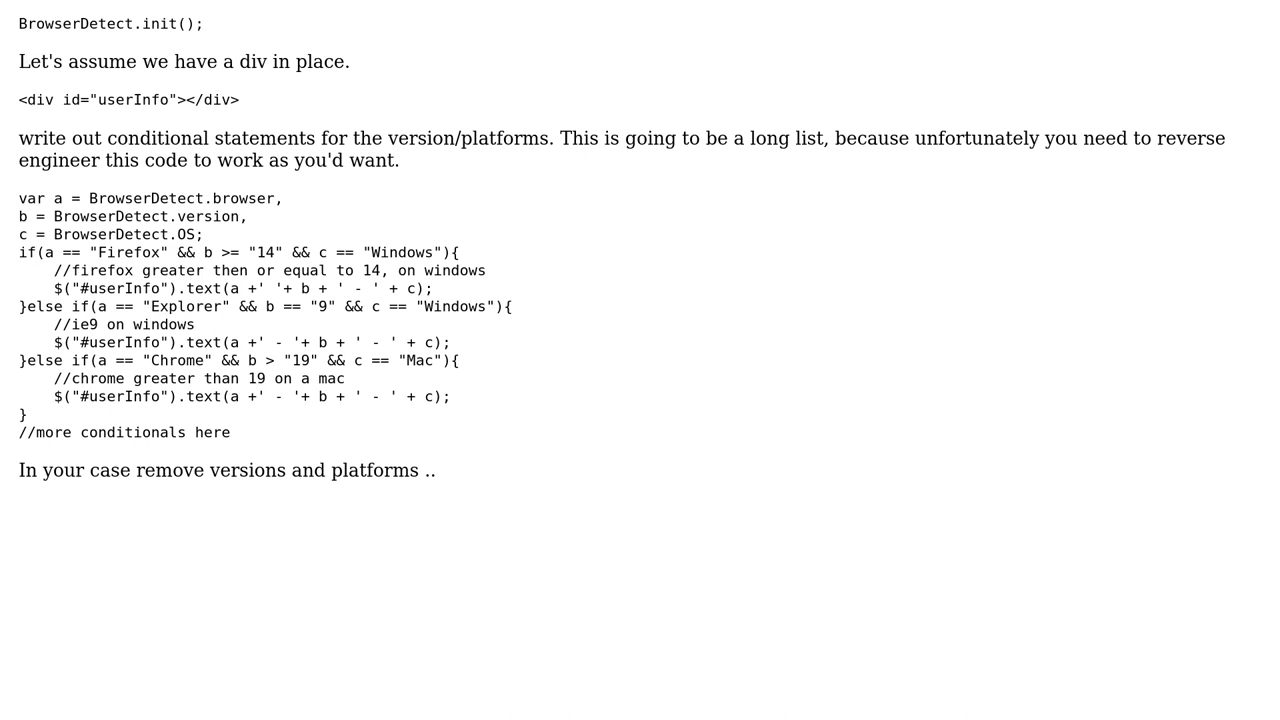 BrowserDetect.init();
Let's assume we have a div in place.
<div id="userInfo"></div>
write out conditional statements for the version/platforms. This is going to be a long list, because unfortunately you need to reverse
engineer this code to work as you'd want.
var a = BrowserDetect.browser,
b = BrowserDetect.version,
c = BrowserDetect.OS;
if(a == "Firefox" && b >= "14" && c == "Windows"){
    //firefox greater then or equal to 14, on windows
    $("#userInfo").text(a +' '+ b + ' - ' + c);
}else if(a == "Explorer" && b == "9" && c == "Windows"){
    //ie9 on windows
    $("#userInfo").text(a +' - '+ b + ' - ' + c);
}else if(a == "Chrome" && b > "19" && c == "Mac"){
    //chrome greater than 19 on a mac
    $("#userInfo").text(a +' - '+ b + ' - ' + c);
}
//more conditionals here
In your case remove versions and platforms ..